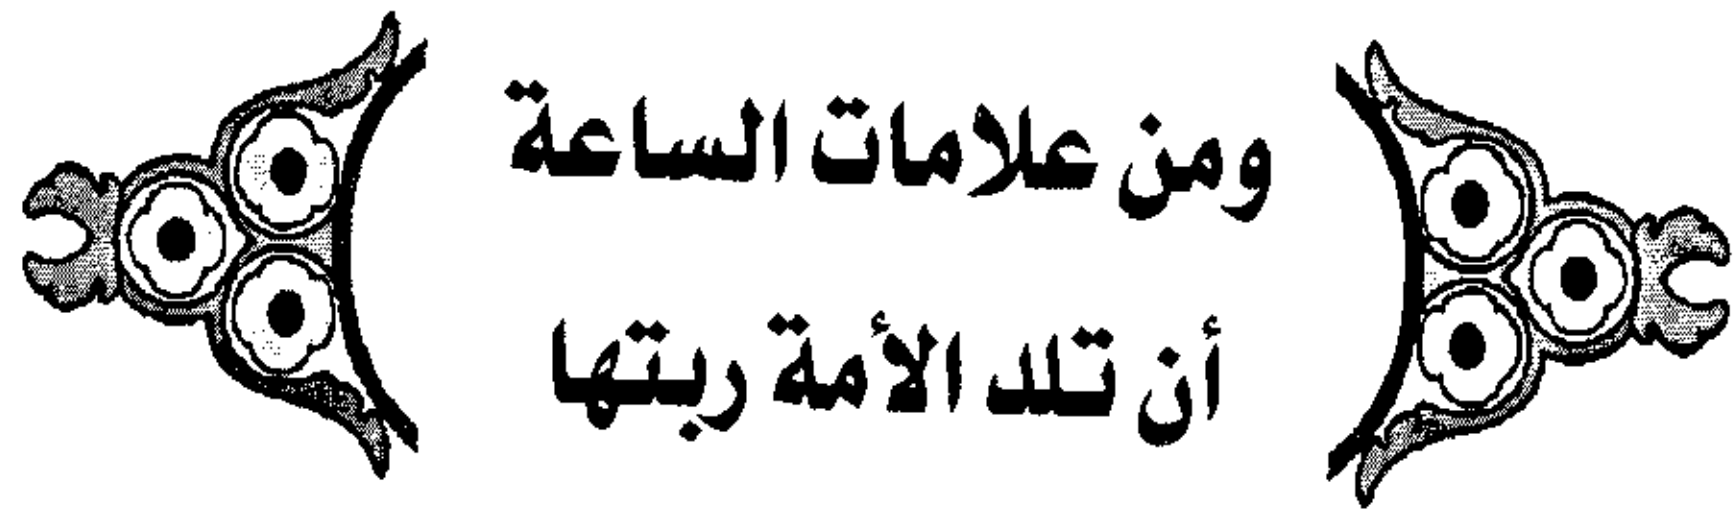 ومن علامات الساعة
أن تلد الأمة ربتها